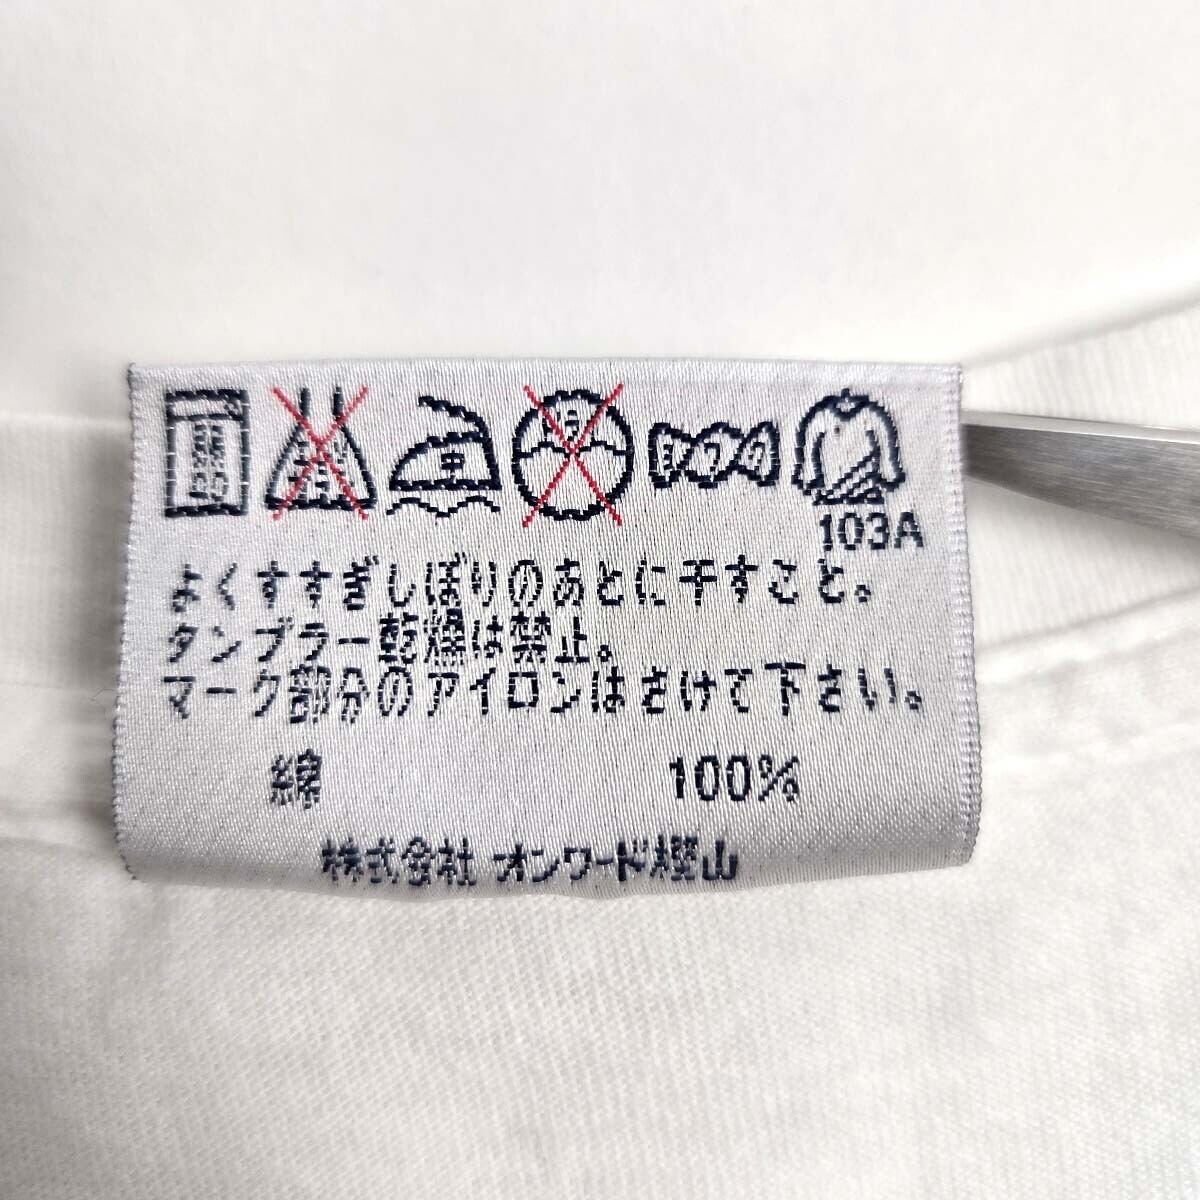 中
103A
よくすすぎしぼりのあとに干すこと。
タンブラー乾燥は禁止。
マーク部分のアイロンはさけて下さい。
綿 100%
株式会社 オンワード樫山